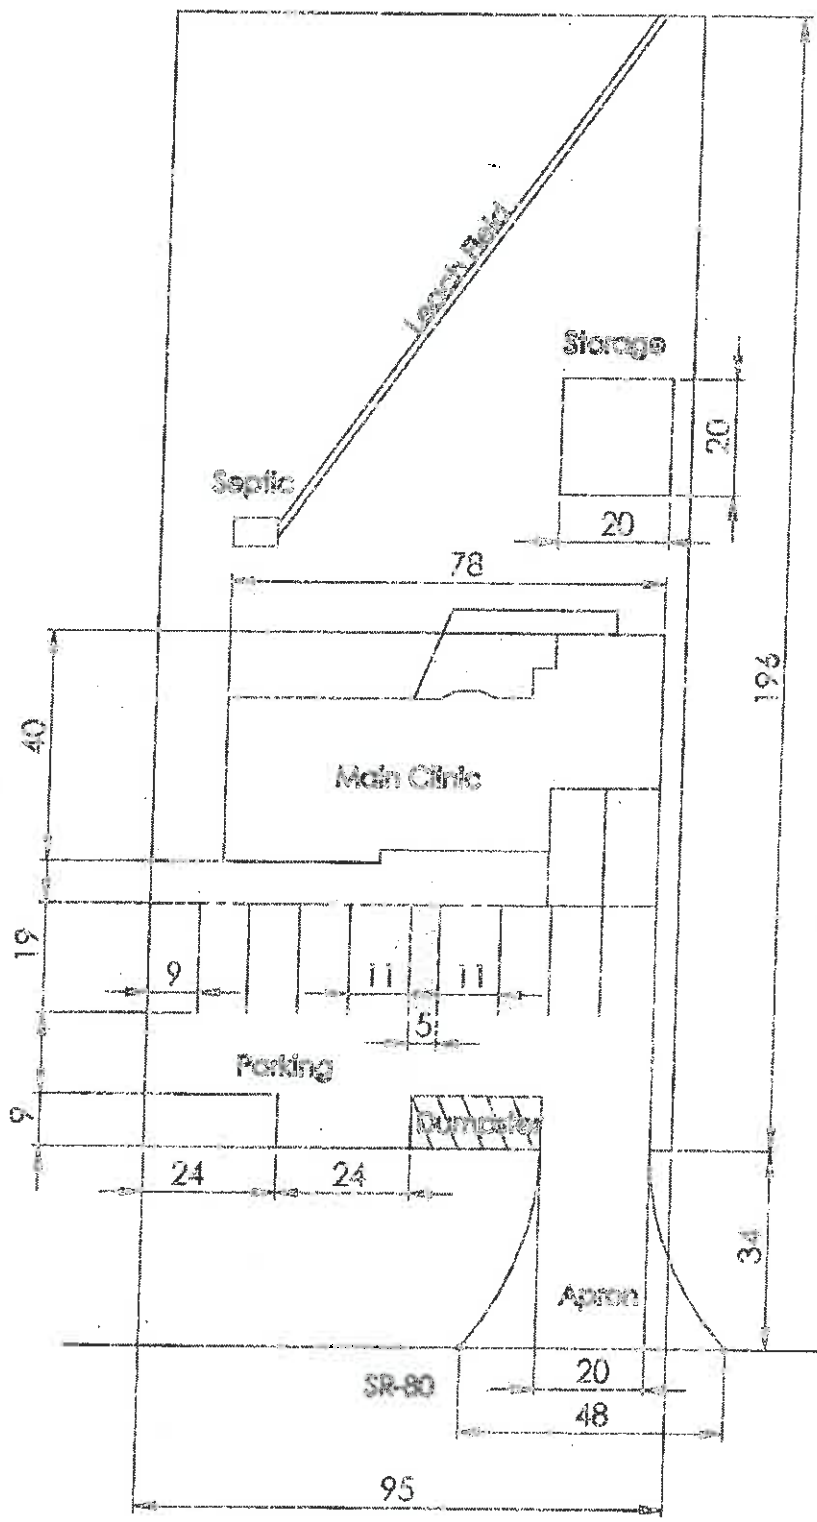 Leach Field
Storage
20
Septic
20
78
196
40
Main Clinic
19
9
11
11
5
Parking
9
Dumpster
24
24
34
Apron
20
SR-80
48
95